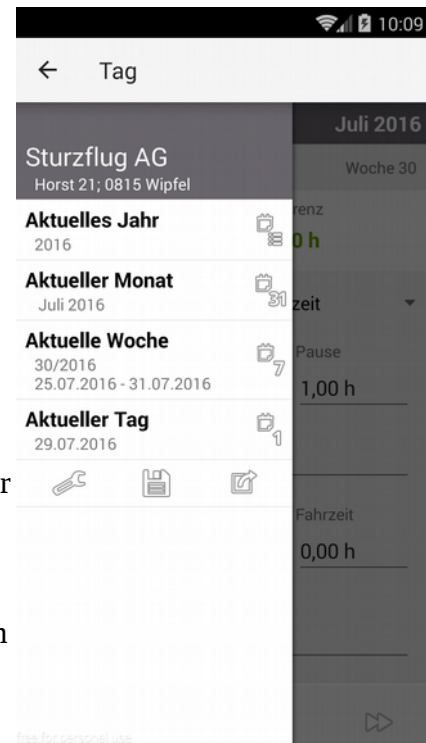 10:09
Tag
Juli 2016
Sturzflug AG
Horst 21; 0815 Wipfel
Woche 30
Aktuelles Jahr
2016
renz
0 h
Aktueller Monat
Juli 2016
31
zeit
Aktuelle Woche
30/2016
25.07.2016 - 31.07.2016
7
Pause
1,00 h
Aktueller Tag
29.07.2016
1
r
Fahrzeit
0,00 h
n
free for personal use